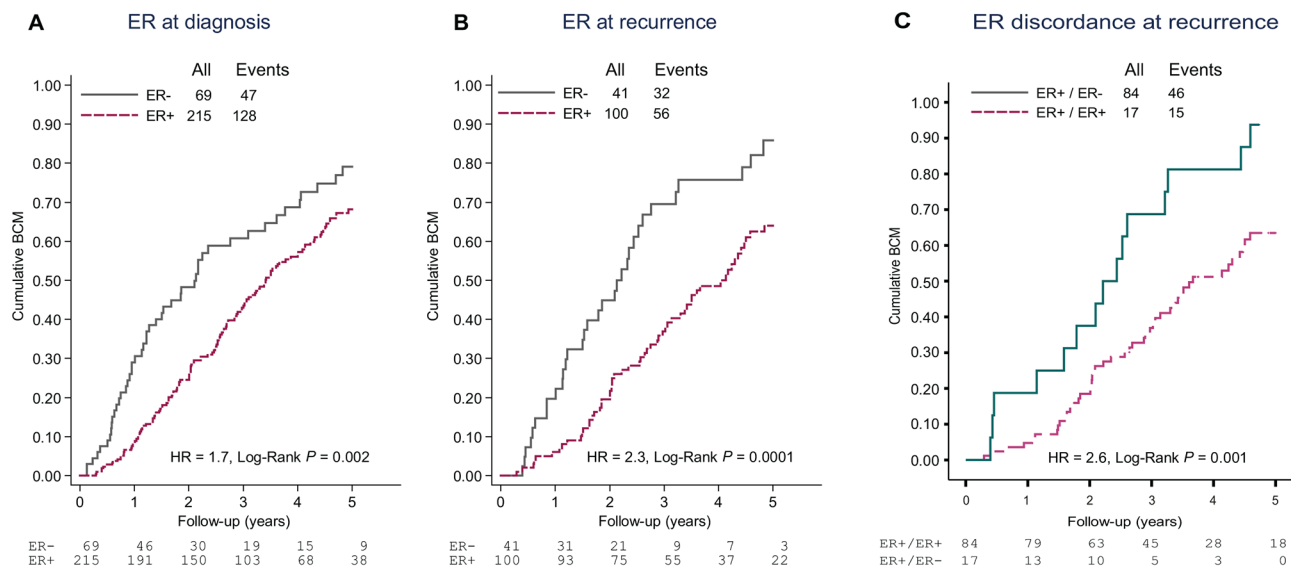 A ER at diagnosis
All Events
ER- 69 47
ER+ 215 128
1.00
0.90
0.80
0.70
0.60
0.50
0.40
0.30
0.20
0.10
0.00
Cumulative BCM
HR = 1.7, Log-Rank P = 0.002
0 1 2 3 4 5
Follow-up (years)
ER- 69 46 30 19 15 9
ER+ 215 191 150 103 68 38
B ER at recurrence
All Events
ER- 41 32
ER+ 100 56
1.00
0.90
0.80
0.70
0.60
0.50
0.40
0.30
0.20
0.10
0.00
Cumulative BCM
HR = 2.3, Log-Rank P = 0.0001
0 1 2 3 4 5
Follow-up (years)
ER- 41 31 21 9 7 3
ER+ 100 93 75 55 37 22
C ER discordance at recurrence
All Events
ER+ / ER- 84 46
ER+ / ER+ 17 15
1.00
0.90
0.80
0.70
0.60
0.50
0.40
0.30
0.20
0.10
0.00
Cumulative BCM
HR = 2.6, Log-Rank P = 0.001
0 1 2 3 4 5
Follow-up (years)
ER+/ER+ 84 79 63 45 28 18
ER+/ER- 17 13 10 5 3 0